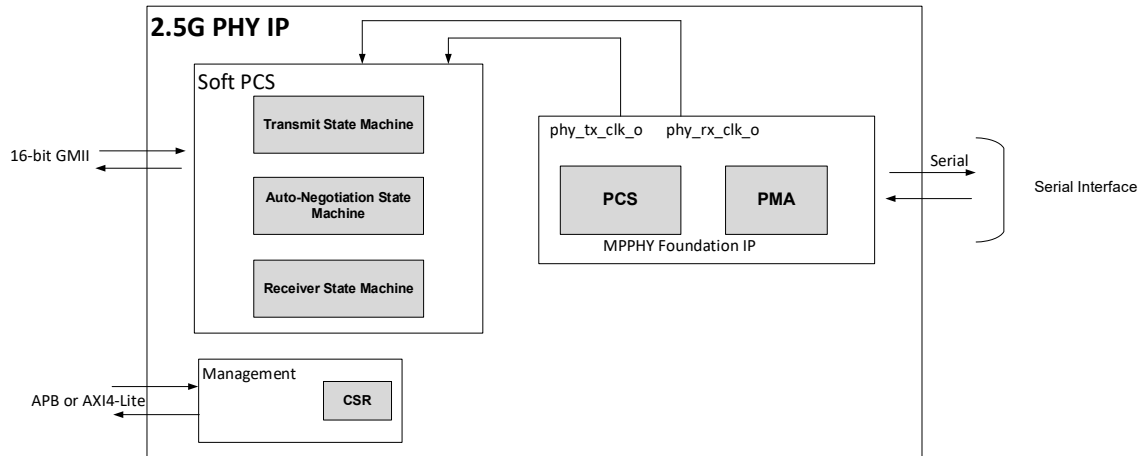 2.5G PHY IP
Soft PCS
Transmit State Machine
Auto-Negotiation State
Machine
Receiver State Machine
16-bit GMII
phy_tx_clk_o
phy_rx_clk_o
PCS
PMA
MPPHY Foundation IP
Serial
Serial Interface
Management
CSR
APB or AXI4-Lite